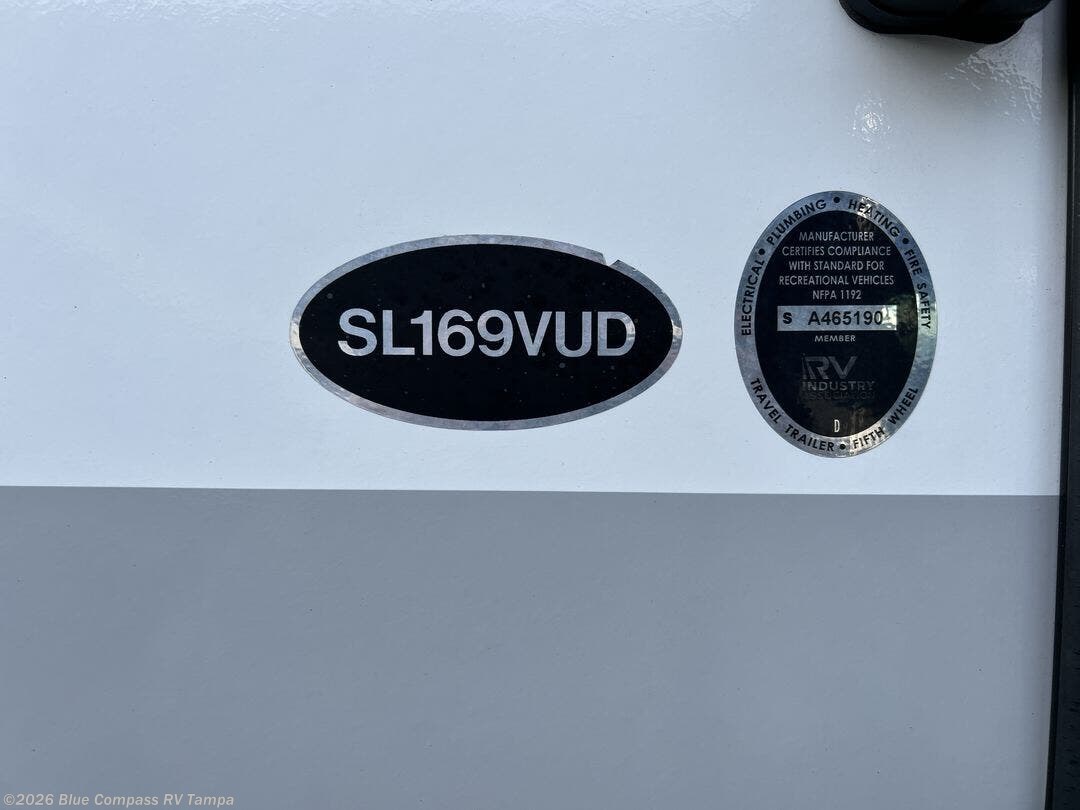 SL169VUD
ELECTRICAL • PLUMBING • HEATING • FIRE SAFETY
MANUFACTURER
CERTIFIES COMPLIANCE
WITH STANDARD FOR
RECREATIONAL VEHICLES
NFPA 1192
S A465190
MEMBER
RV
INDUSTRY
ASSOCIATION
D
TRAVEL TRAILER • FIFTH WHEEL
©2026 Blue Compass RV Tampa